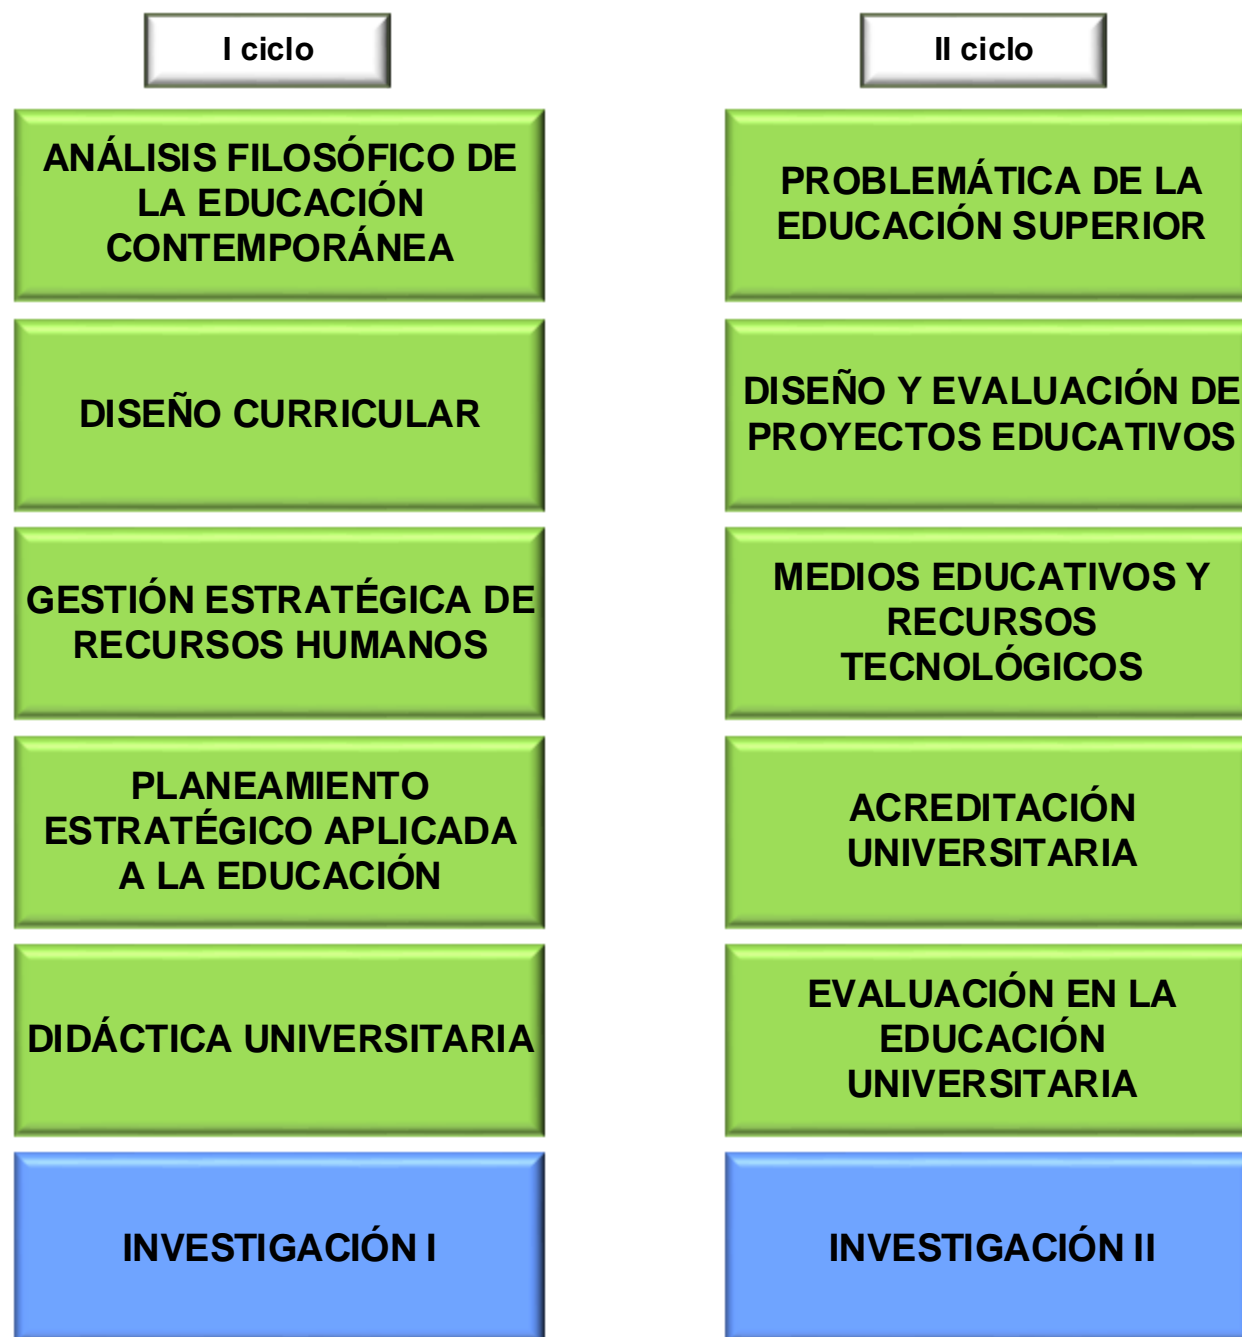 I ciclo
ANÁLISIS FILOSÓFICO DE
LA EDUCACIÓN
CONTEMPORÁNEA
DISEÑO CURRICULAR
GESTIÓN ESTRATÉGICA DE
RECURSOS HUMANOS
PLANEAMIENTO
ESTRATÉGICO APLICADA
A LA EDUCACIÓN
DIDÁCTICA UNIVERSITARIA
INVESTIGACIÓN I
II ciclo
PROBLEMÁTICA DE LA
EDUCACIÓN SUPERIOR
DISEÑO Y EVALUACIÓN DE
PROYECTOS EDUCATIVOS
MEDIOS EDUCATIVOS Y
RECURSOS
TECNOLÓGICOS
ACREDITACIÓN
UNIVERSITARIA
EVALUACIÓN EN LA
EDUCACIÓN
UNIVERSITARIA
INVESTIGACIÓN II